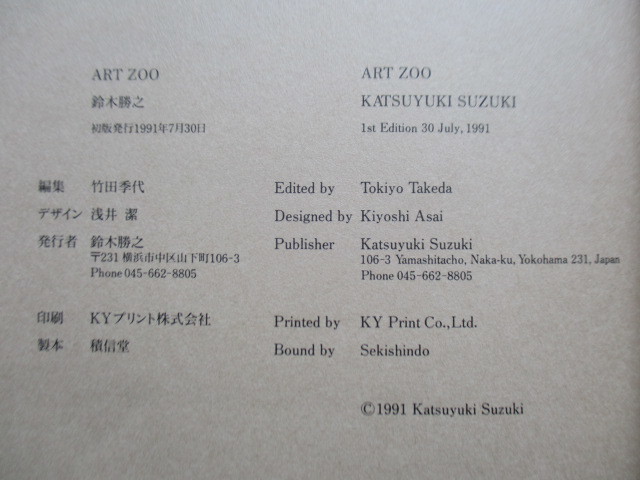 ART ZOO
鈴木勝之
初版発行1991年7月30日
編集 竹田季代
デザイン 浅井 潔
発行者 鈴木勝之
〒231 横浜市中区山下町106-3
Phone 045-662-8805
印刷 KYプリント株式会社
製本 積信堂
ART ZOO
KATSUYUKI SUZUKI
1st Edition 30 July, 1991
Edited by Tokiyo Takeda
Designed by Kiyoshi Asai
Publisher Katsuyuki Suzuki
106-3 Yamashitacho, Naka-ku, Yokohama 231, Japan
Phone 045-662-8805
Printed by KY Print Co.,Ltd.
Bound by Sekishindo
©1991 Katsuyuki Suzuki